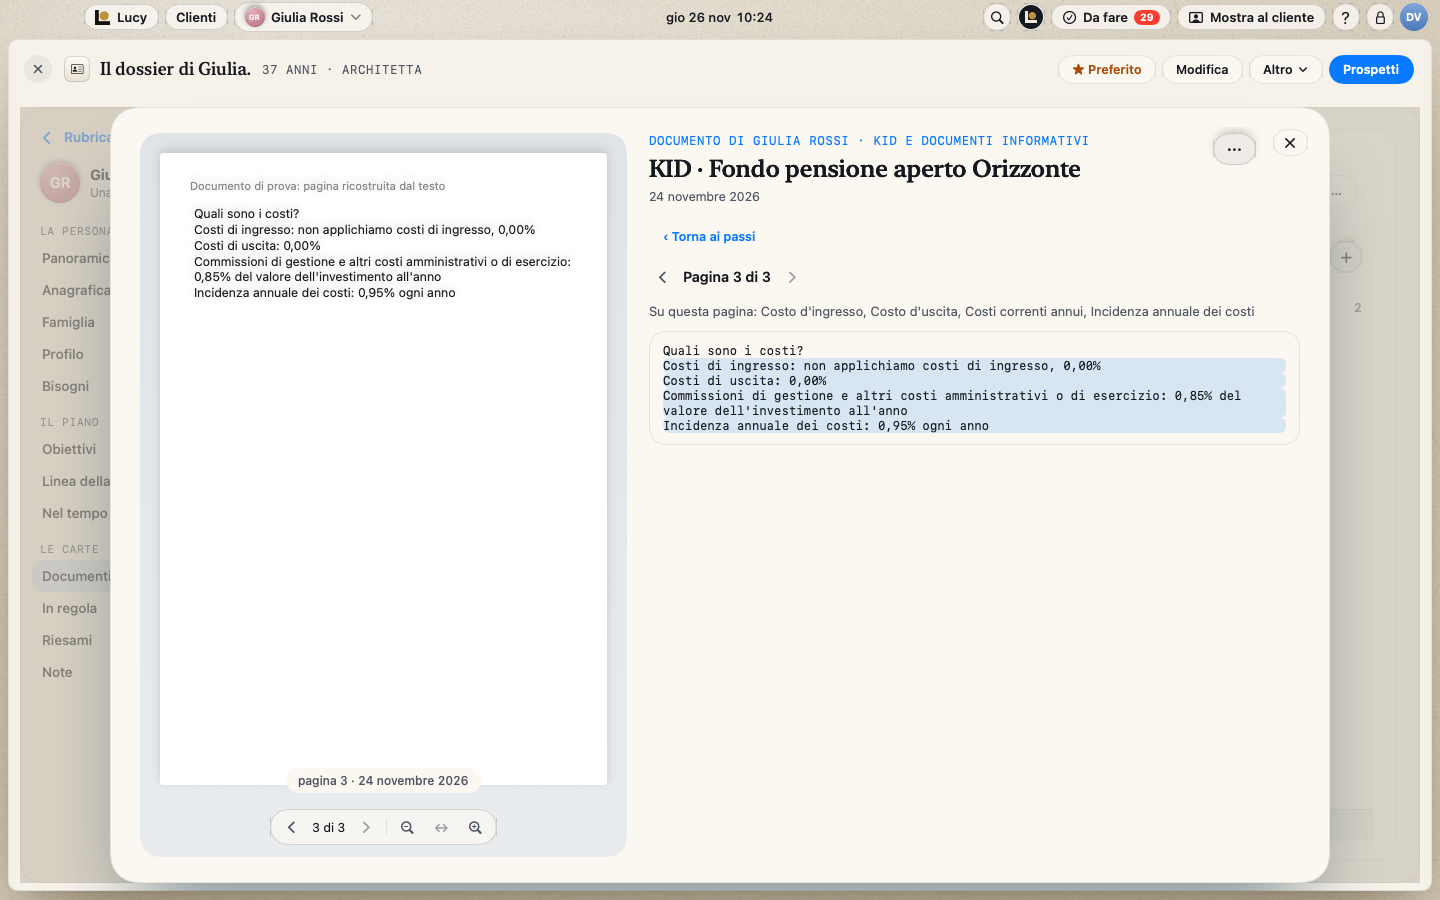 Lucy
Clienti
GR Giulia Rossi
gio 26 nov 10:24
Da fare 29
Mostra al cliente
?
DV
Il dossier di Giulia. 37 ANNI · ARCHITETTA
Preferito
Modifica
Altro
Prospetti
Rubrica
GR
Giu
Una
LA PERSONA
Panoramic
Anagrafica
Famiglia
Profilo
Bisogni
IL PIANO
Obiettivi
Linea della
Nel tempo
LE CARTE
Documenti
In regola
Riesami
Note
Documento di prova: pagina ricostruita dal testo
Quali sono i costi?
Costi di ingresso: non applichiamo costi di ingresso, 0,00%
Costi di uscita: 0,00%
Commissioni di gestione e altri costi amministrativi o di esercizio:
0,85% del valore dell'investimento all'anno
Incidenza annuale dei costi: 0,95% ogni anno
pagina 3 · 24 novembre 2026
3 di 3
DOCUMENTO DI GIULIA ROSSI · KID E DOCUMENTI INFORMATIVI
KID · Fondo pensione aperto Orizzonte
24 novembre 2026
‹ Torna ai passi
Pagina 3 di 3
Su questa pagina: Costo d'ingresso, Costo d'uscita, Costi correnti annui, Incidenza annuale dei costi
Quali sono i costi?
Costi di ingresso: non applichiamo costi di ingresso, 0,00%
Costi di uscita: 0,00%
Commissioni di gestione e altri costi amministrativi o di esercizio: 0,85% del
valore dell'investimento all'anno
Incidenza annuale dei costi: 0,95% ogni anno
2